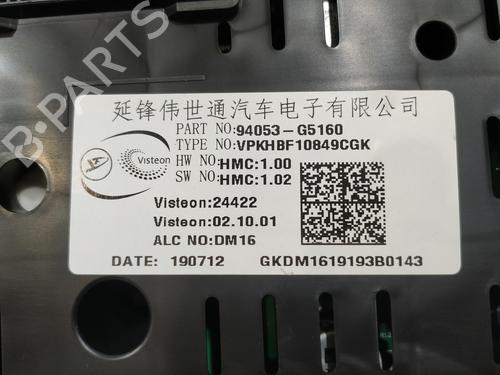 B-PARTS
延锋伟世通汽车电子有限公司
PART NO:94053-G5160
TYPE NO:VPKHBF10849CGK
HW NO:HMC:1.00
SW NO:HMC:1.02
Visteon
Visteon:24422
Visteon:02.10.01
ALC NO:DM16
DATE: 190712 GKDM1619193B0143